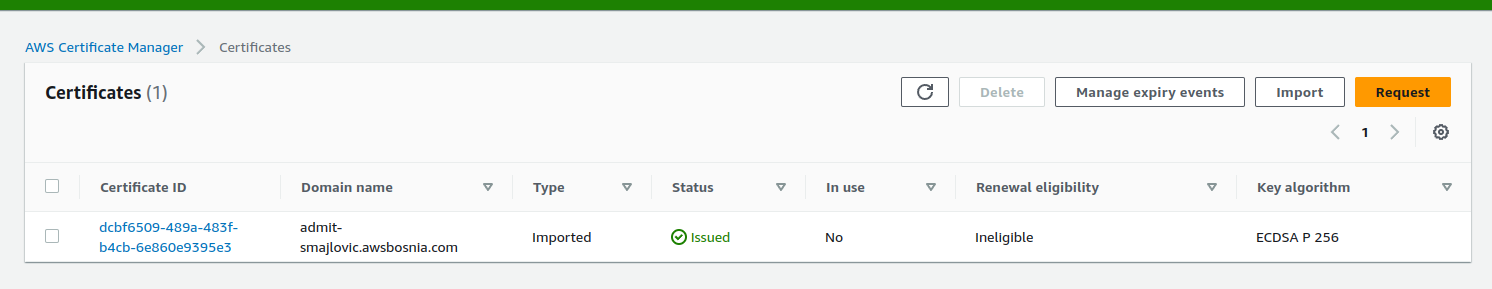 AWS Certificate Manager > Certificates
Certificates (1)
Delete
Manage expiry events
Import
Request
1
Certificate ID
Domain name
Type
Status
In use
Renewal eligibility
Key algorithm
dcbf6509-489a-483f-
b4cb-6e860e9395e3
admit-
smajlovic.awsbosnia.com
Imported
Issued
No
Ineligible
ECDSA P 256